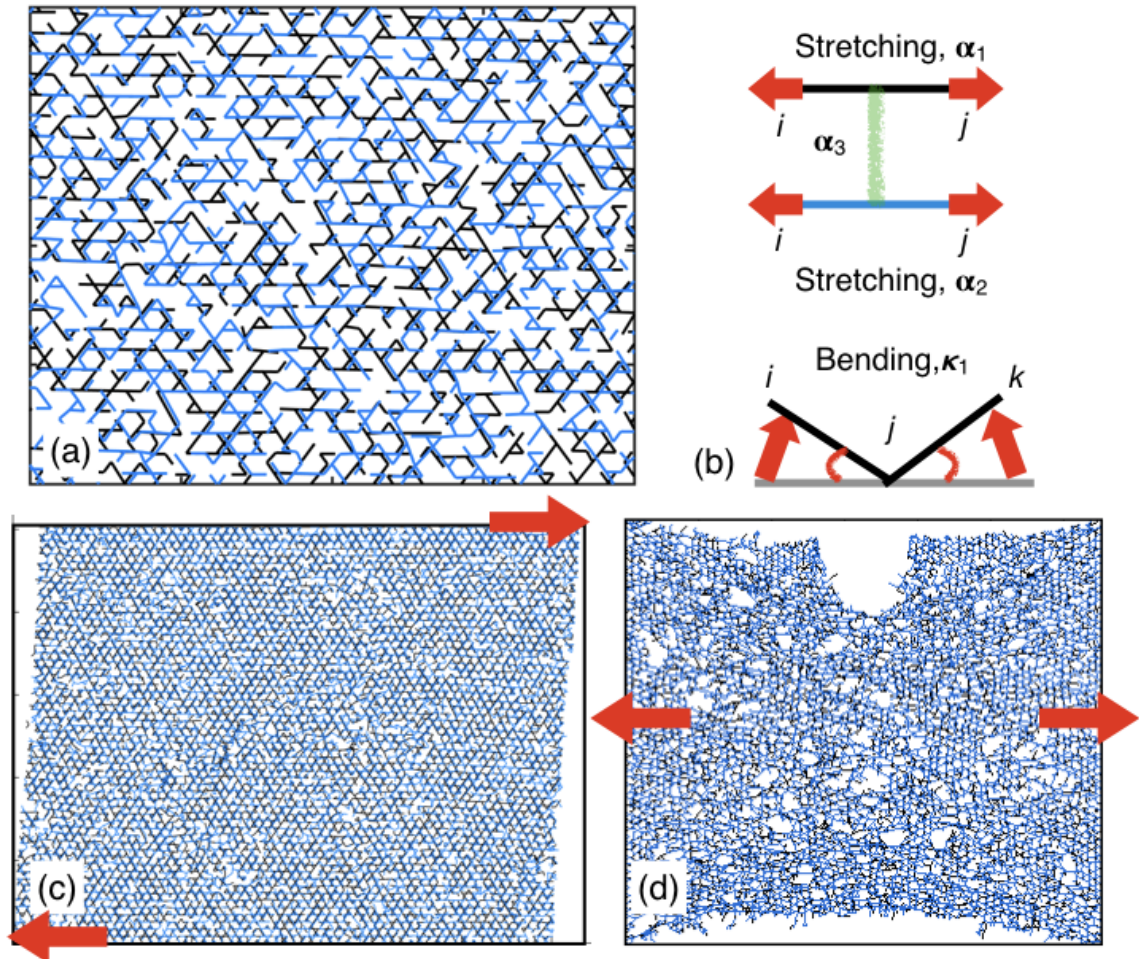 (a)
Stretching, α₁
i j
α₃
i j
Stretching, α₂
Bending,κ₁
i k
j
(b)
(c)
(d)